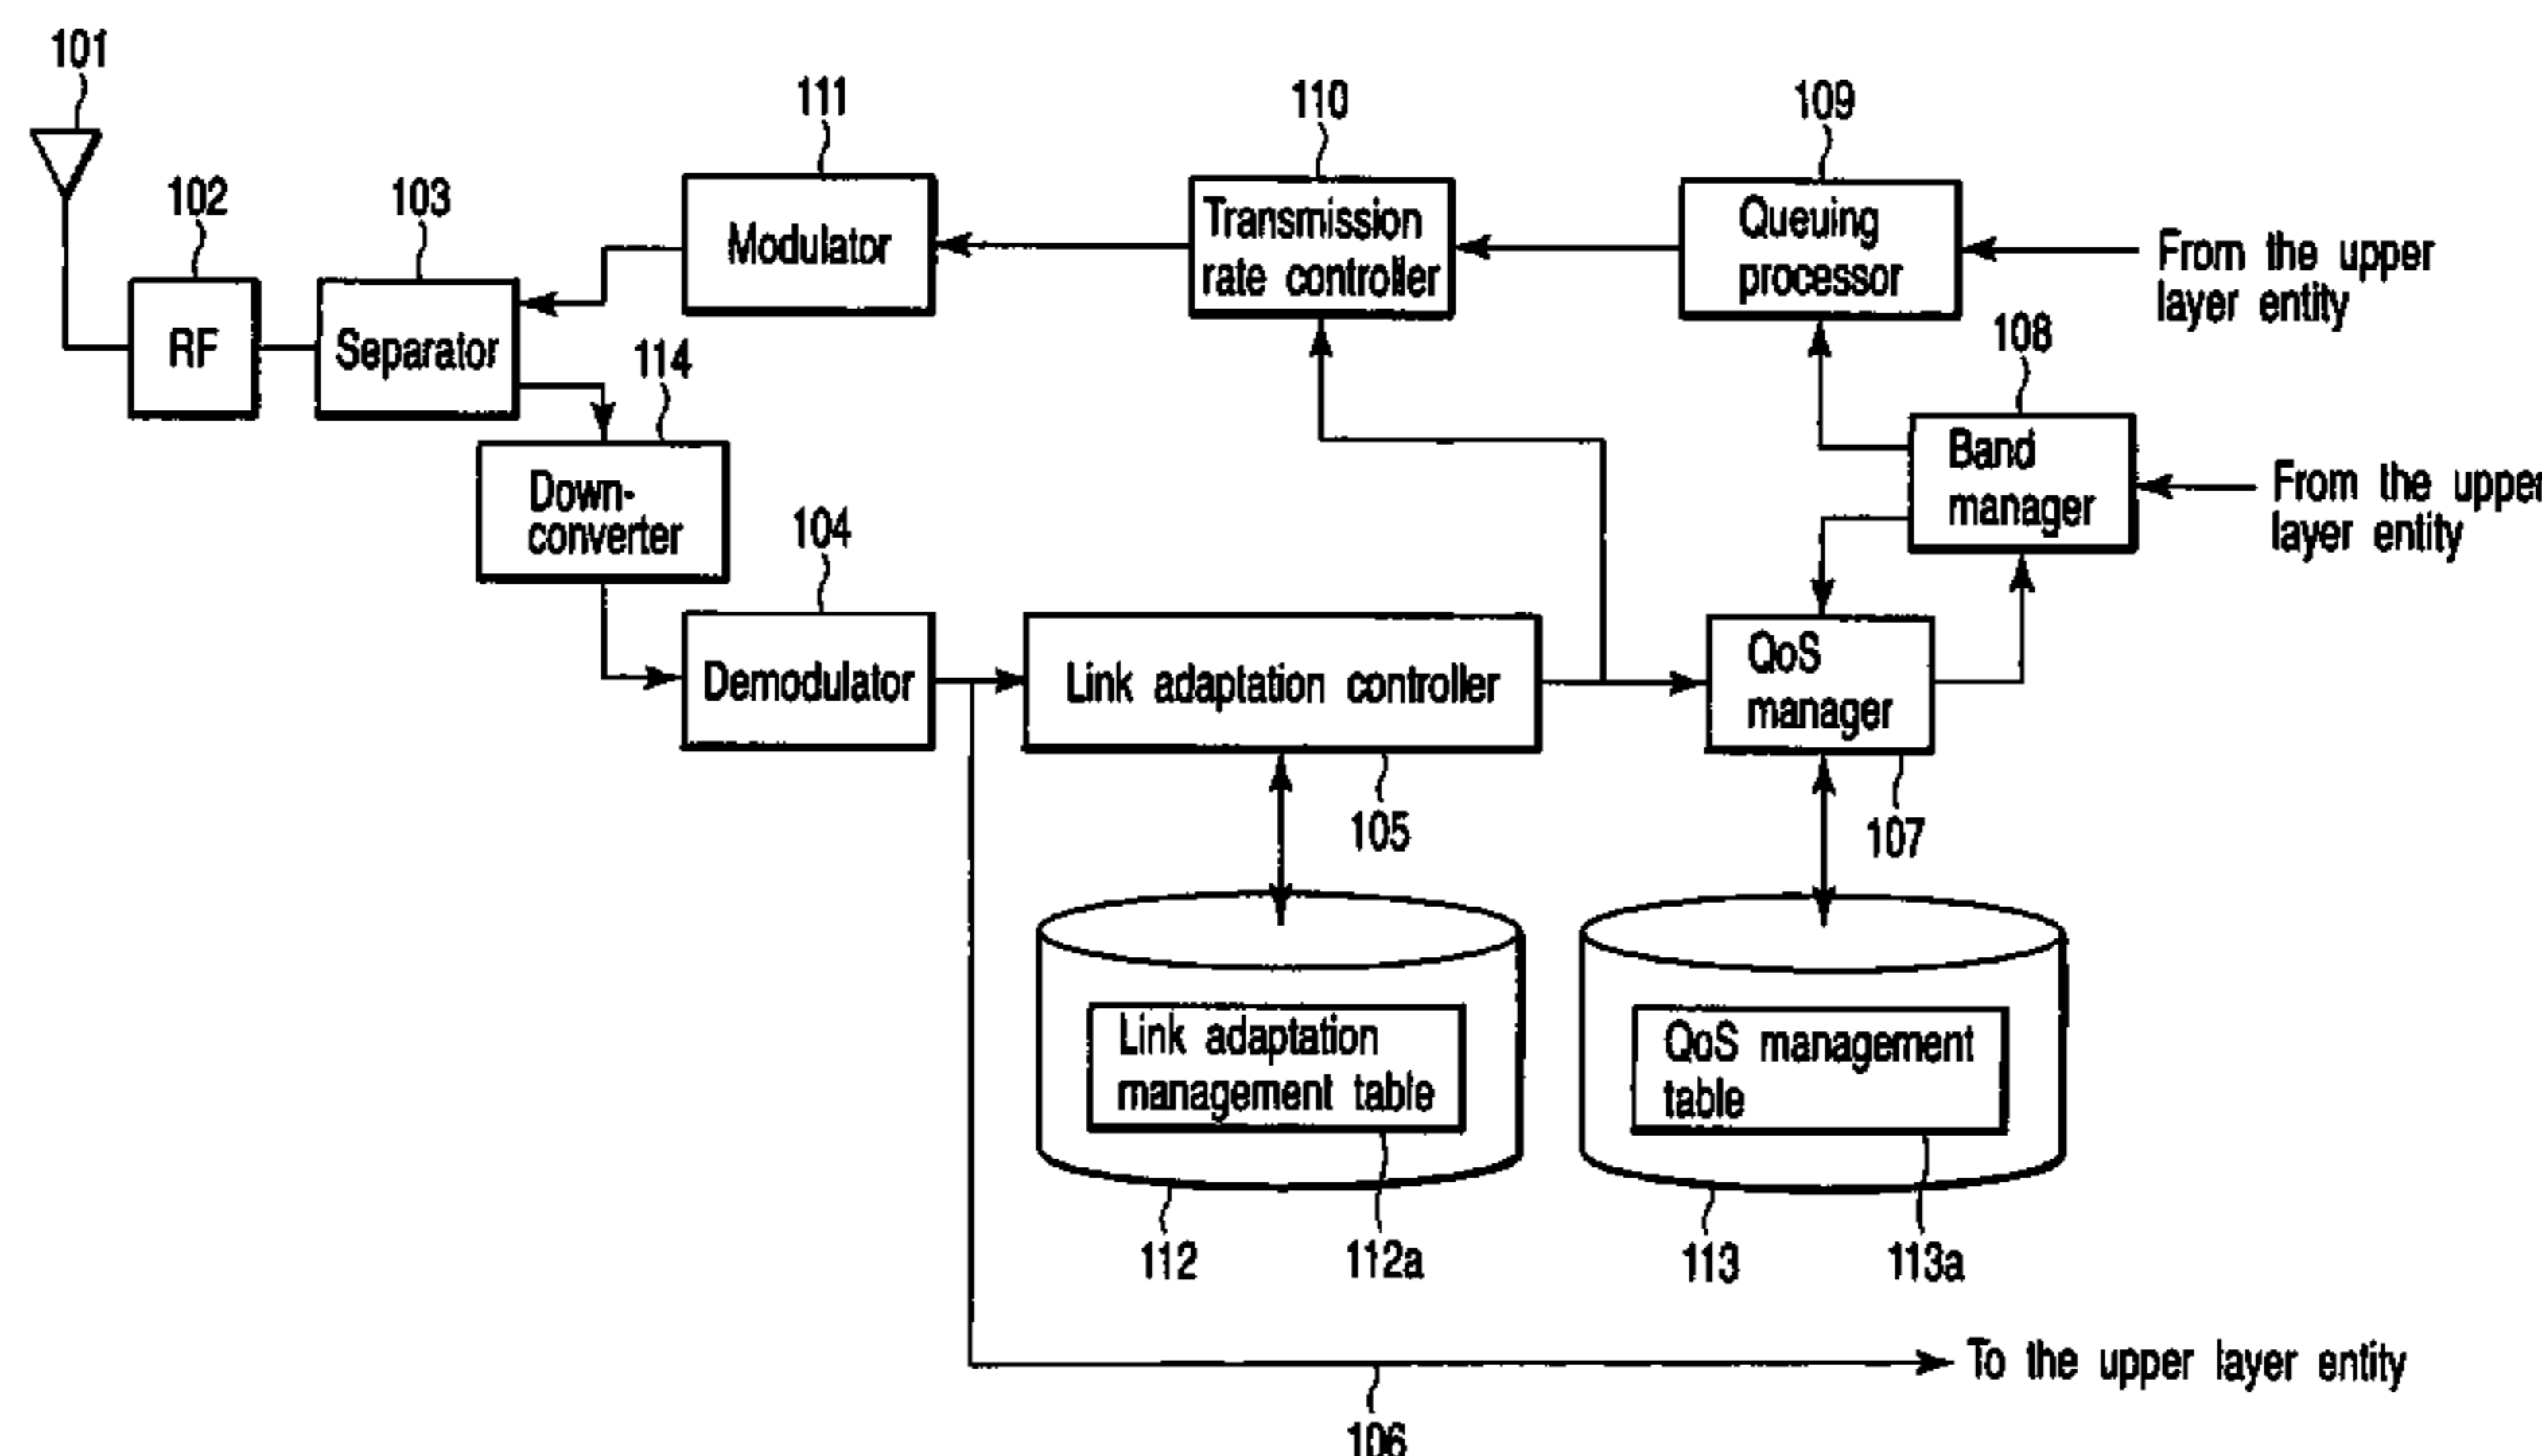 101
111
110
109
102
103
Modulator
Transmission
rate controller
Queuing
processor
From the upper
layer entity
RF
Separator
114
108
Down-
converter
104
Band
manager
From the upper
layer entity
Demodulator
Link adaptation controller
QoS
manager
105
107
Link adaptation
management table
QoS management
table
112
112a
113
113a
To the upper layer entity
106